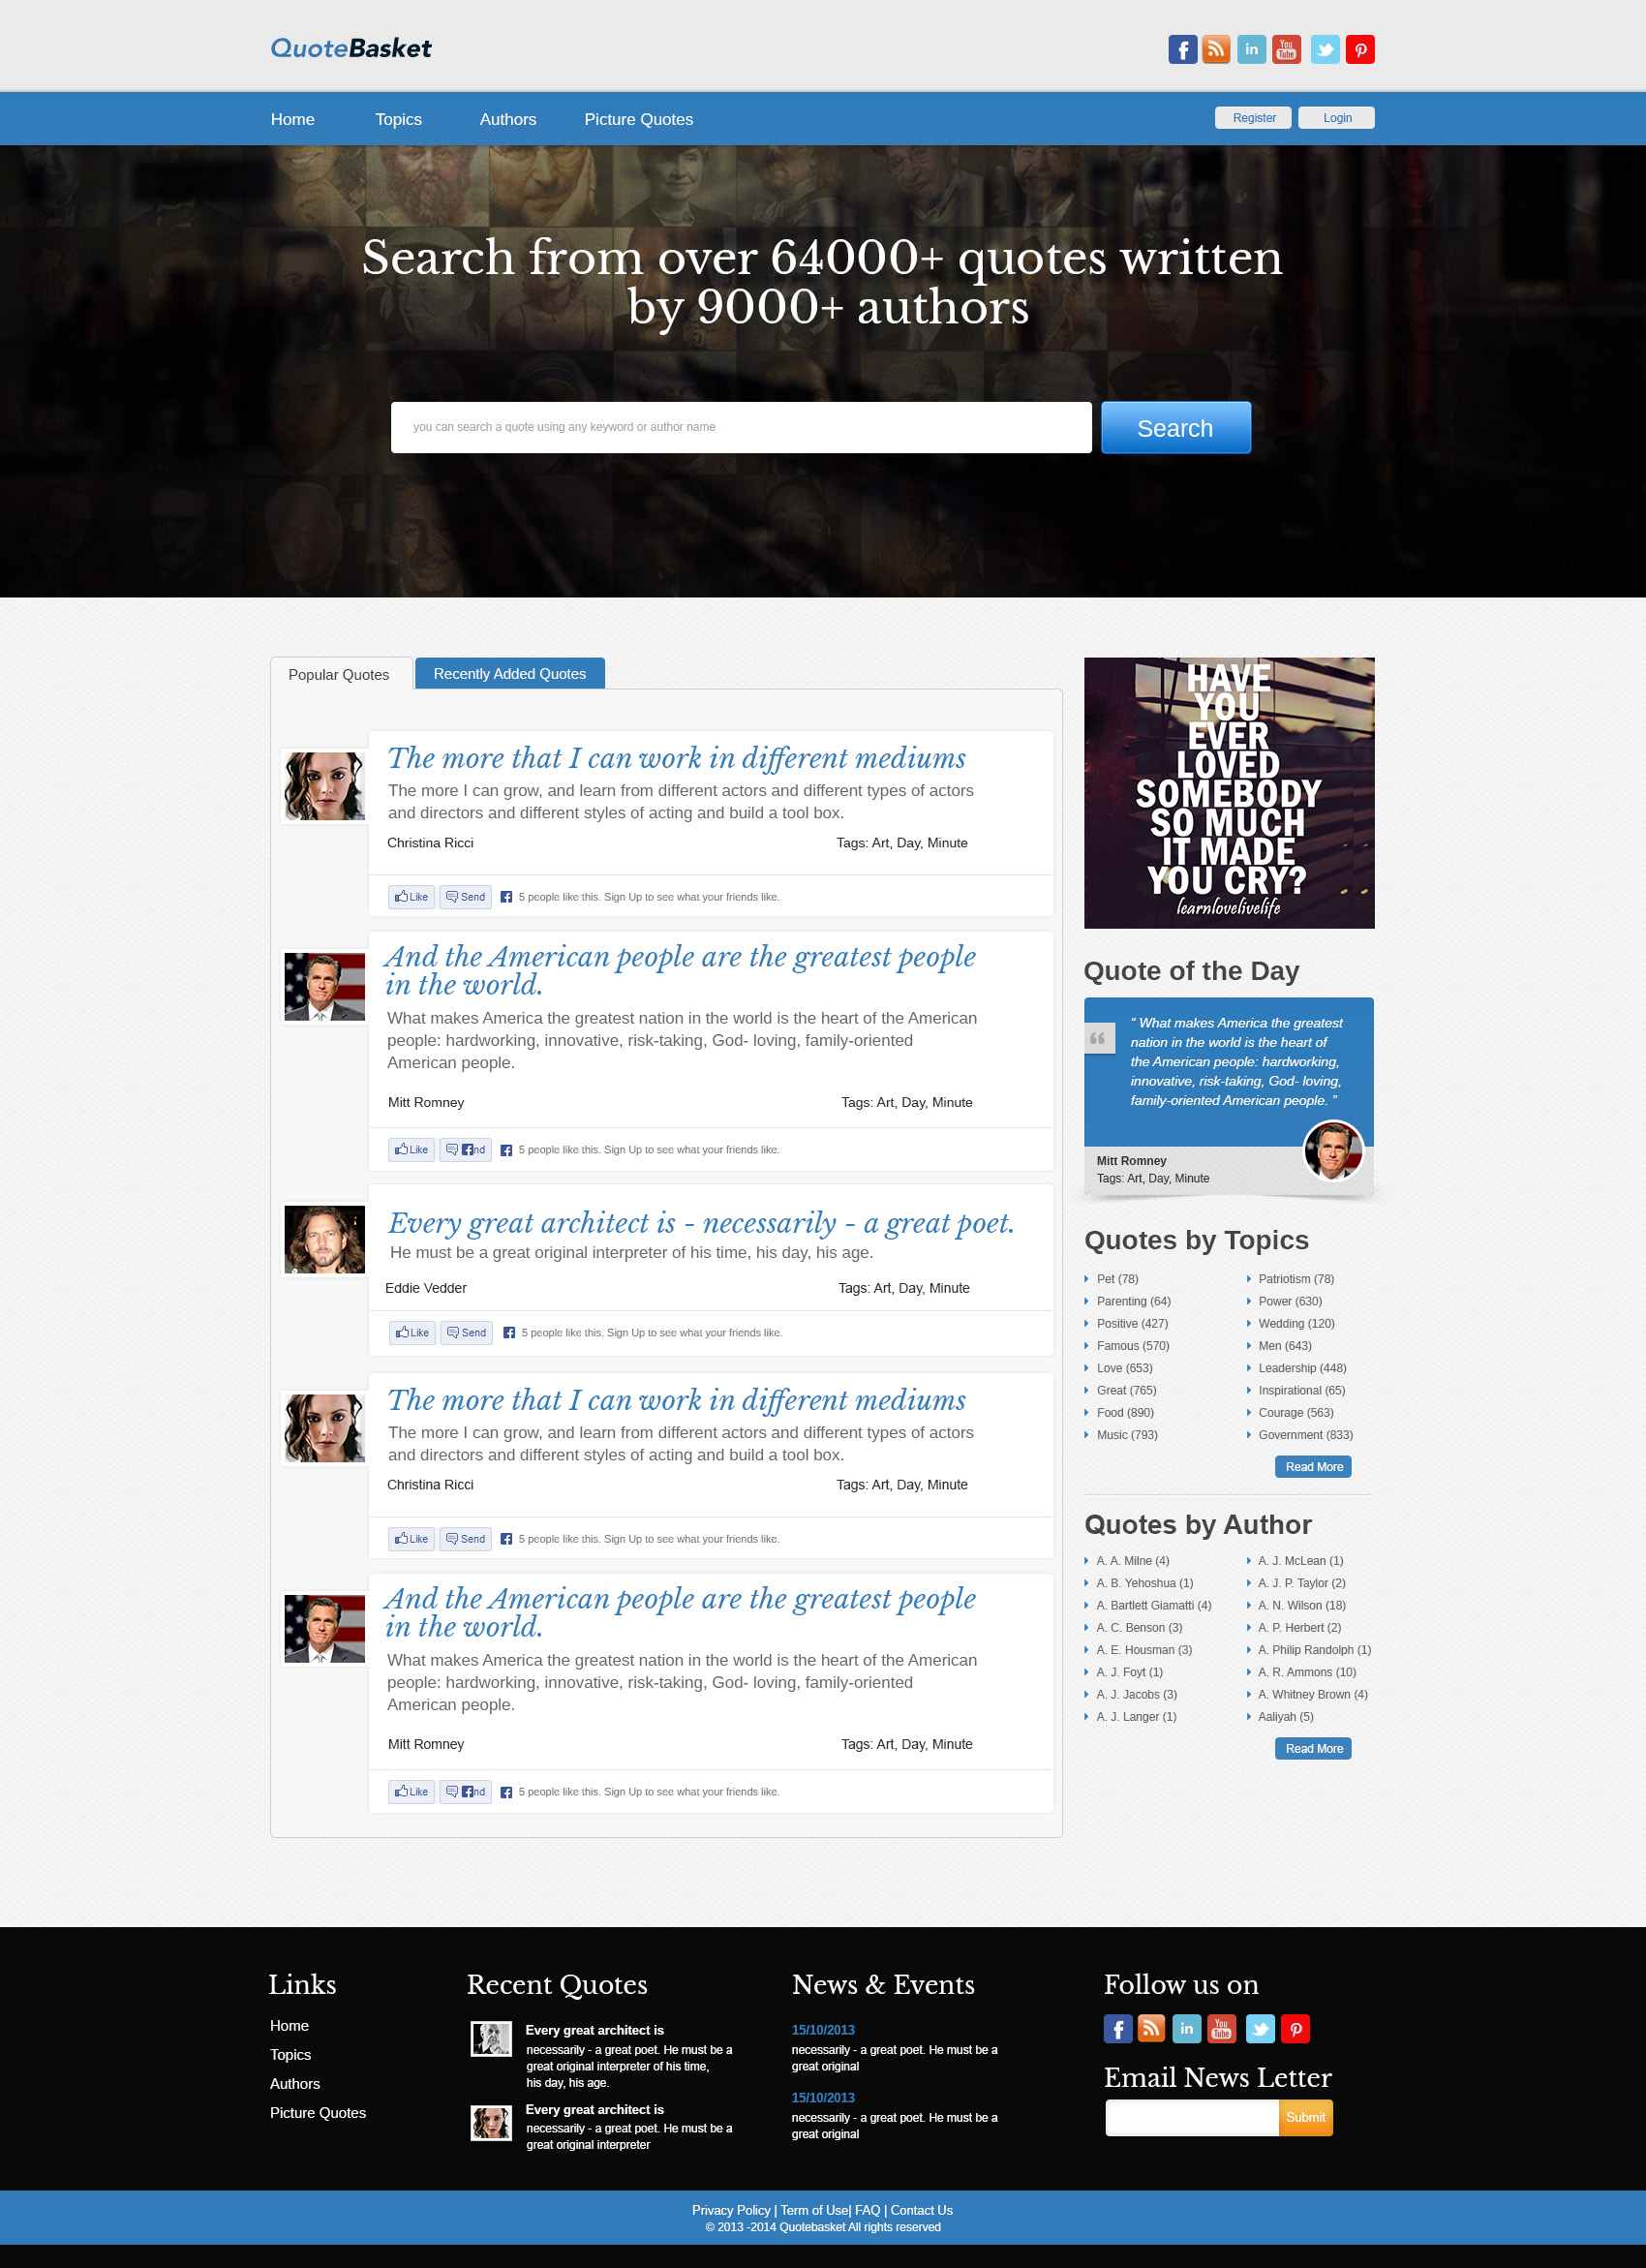 QuoteBasket
in
You Tube
Home Topics Authors Picture Quotes
Register Login
Search from over 64000+ quotes written
by 9000+ authors
you can search a quote using any keyword or author name
Search
Popular Quotes Recently Added Quotes
The more that I can work in different mediums
The more I can grow, and learn from different actors and different types of actors
and directors and different styles of acting and build a tool box.
Christina Ricci Tags: Art, Day, Minute
Like Send 5 people like this. Sign Up to see what your friends like.
And the American people are the greatest people
in the world.
What makes America the greatest nation in the world is the heart of the American
people: hardworking, innovative, risk-taking, God- loving, family-oriented
American people.
Mitt Romney Tags: Art, Day, Minute
Like nd 5 people like this. Sign Up to see what your friends like.
Every great architect is - necessarily - a great poet.
He must be a great original interpreter of his time, his day, his age.
Eddie Vedder Tags: Art, Day, Minute
Like Send 5 people like this. Sign Up to see what your friends like.
The more that I can work in different mediums
The more I can grow, and learn from different actors and different types of actors
and directors and different styles of acting and build a tool box.
Christina Ricci Tags: Art, Day, Minute
Like Send 5 people like this. Sign Up to see what your friends like.
And the American people are the greatest people
in the world.
What makes America the greatest nation in the world is the heart of the American
people: hardworking, innovative, risk-taking, God- loving, family-oriented
American people.
Mitt Romney Tags: Art, Day, Minute
Like nd 5 people like this. Sign Up to see what your friends like.
HAVE
YOU
EVER
LOVED
SOMEBODY
SO MUCH
IT MADE
YOU CRY?
learnlovelivelife
Quote of the Day
“ What makes America the greatest
nation in the world is the heart of
the American people: hardworking,
innovative, risk-taking, God- loving,
family-oriented American people. ”
Mitt Romney
Tags: Art, Day, Minute
Quotes by Topics
Pet (78) Patriotism (78)
Parenting (64) Power (630)
Positive (427) Wedding (120)
Famous (570) Men (643)
Love (653) Leadership (448)
Great (765) Inspirational (65)
Food (890) Courage (563)
Music (793) Government (833)
Read More
Quotes by Author
A. A. Milne (4) A. J. McLean (1)
A. B. Yehoshua (1) A. J. P. Taylor (2)
A. Bartlett Giamatti (4) A. N. Wilson (18)
A. C. Benson (3) A. P. Herbert (2)
A. E. Housman (3) A. Philip Randolph (1)
A. J. Foyt (1) A. R. Ammons (10)
A. J. Jacobs (3) A. Whitney Brown (4)
A. J. Langer (1) Aaliyah (5)
Read More
Links
Home
Topics
Authors
Picture Quotes
Recent Quotes
Every great architect is
necessarily - a great poet. He must be a
great original interpreter of his time,
his day, his age.
Every great architect is
necessarily - a great poet. He must be a
great original interpreter
News & Events
15/10/2013
necessarily - a great poet. He must be a
great original
15/10/2013
necessarily - a great poet. He must be a
great original
Follow us on
in
You Tube
Email News Letter
Submit
Privacy Policy | Term of Use| FAQ | Contact Us
© 2013 -2014 Quotebasket All rights reserved